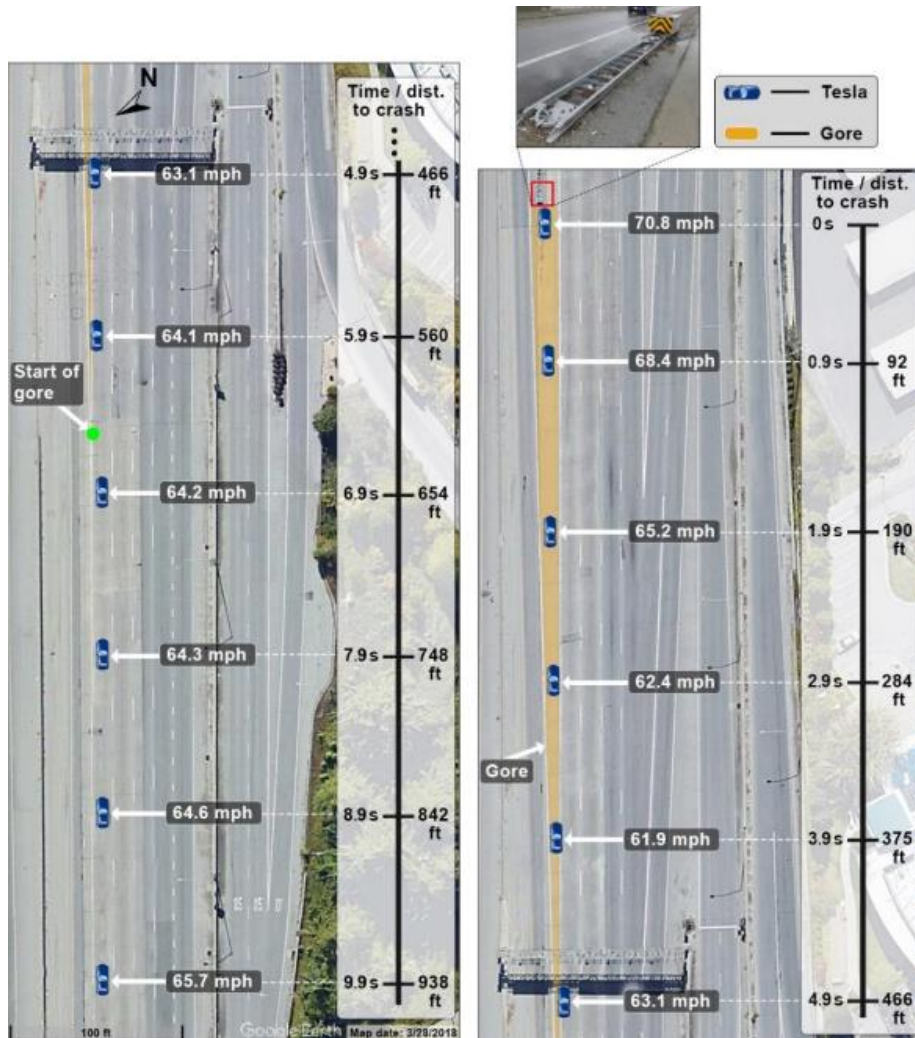 N
Time / dist.
to crash
63.1 mph
4.9s
466
ft
64.1 mph
5.9s
560
ft
Start of
gore
64.2 mph
6.9s
654
ft
64.3 mph
7.9s
748
ft
64.6 mph
8.9s
842
ft
65.7 mph
9.9s
938
ft
100 ft
Google Earth
Map date: 3/28/2018
Tesla
Gore
Time / dist.
to crash
70.8 mph
0s
68.4 mph
0.9s
92
ft
65.2 mph
1.9s
190
ft
62.4 mph
2.9s
284
ft
Gore
61.9 mph
3.9s
375
ft
63.1 mph
4.9s
466
ft